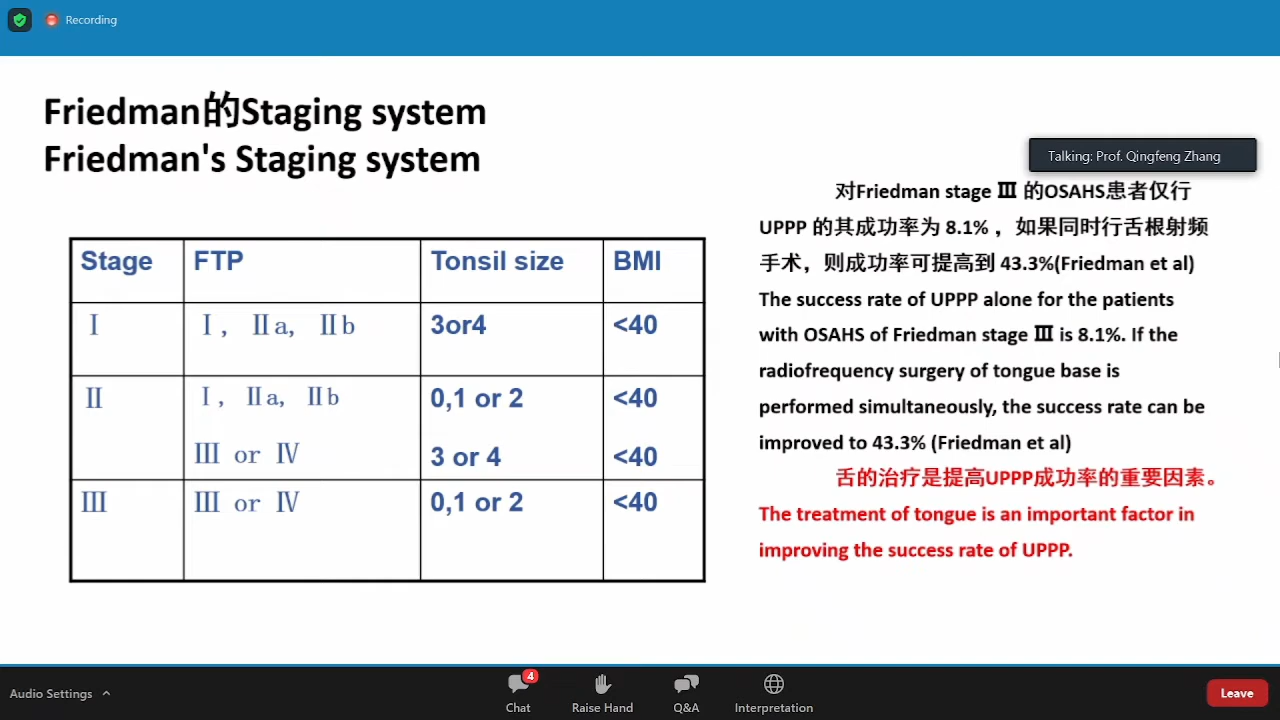 Recording
Friedman的Staging system
Friedman's Staging system
Talking: Prof. Qingfeng Zhang
Stage FTP Tonsil size BMI
Ⅰ Ⅰ, Ⅱa, Ⅱb 3or4 <40
Ⅱ Ⅰ, Ⅱa, Ⅱb 0,1 or 2 <40
Ⅲ or Ⅳ 3 or 4 <40
Ⅲ Ⅲ or Ⅳ 0,1 or 2 <40
对Friedman stage Ⅲ 的OSAHS患者仅行
UPPP 的其成功率为 8.1% ，如果同时行舌根射频
手术，则成功率可提高到 43.3%(Friedman et al)
The success rate of UPPP alone for the patients
with OSAHS of Friedman stage Ⅲ is 8.1%. If the
radiofrequency surgery of tongue base is
performed simultaneously, the success rate can be
improved to 43.3% (Friedman et al)
舌的治疗是提高UPPP成功率的重要因素。
The treatment of tongue is an important factor in
improving the success rate of UPPP.
Audio Settings
4
Chat
Raise Hand
Q&A
Interpretation
Leave